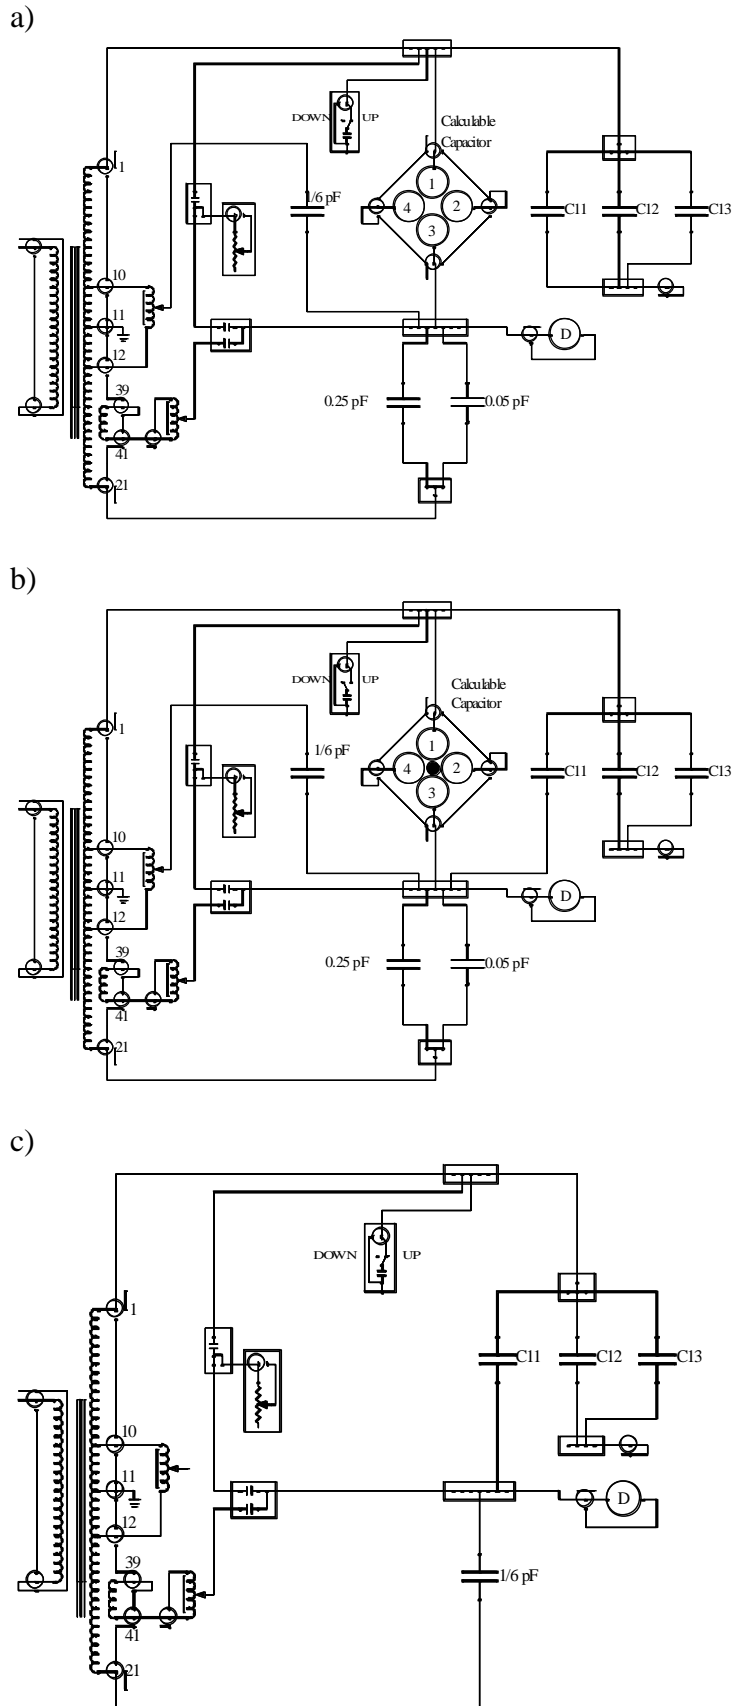 a)
DOWN UP
Calculable
Capacitor
1
1/6 pF
1
4 2
3
C11 C12 C13
10
11
12
D
39
0.25 pF 0.05 pF
41
21
b)
DOWN UP
Calculable
Capacitor
1
1/6 pF
1
4 2
3
C11 C12 C13
10
11
12
D
39
0.25 pF 0.05 pF
41
21
c)
DOWN UP
1
C11 C12 C13
10
11
D
12
39
1/6 pF
41
21